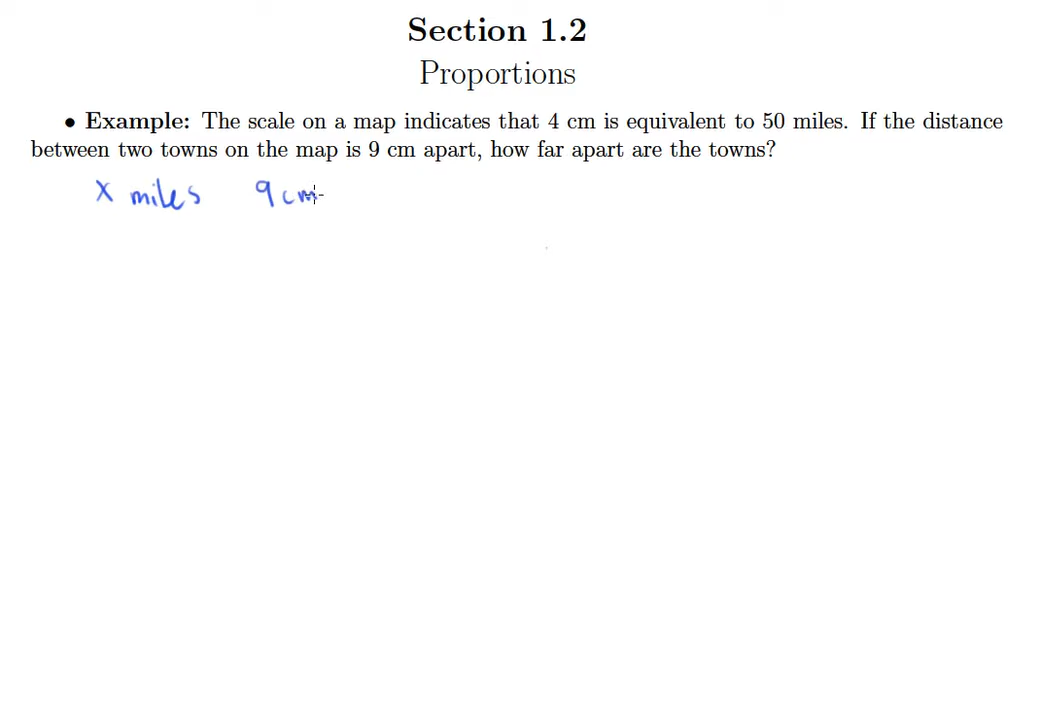 Section 1.2
Proportions
• Example: The scale on a map indicates that 4 cm is equivalent to 50 miles. If the distance
between two towns on the map is 9 cm apart, how far apart are the towns?
x miles 9 cm